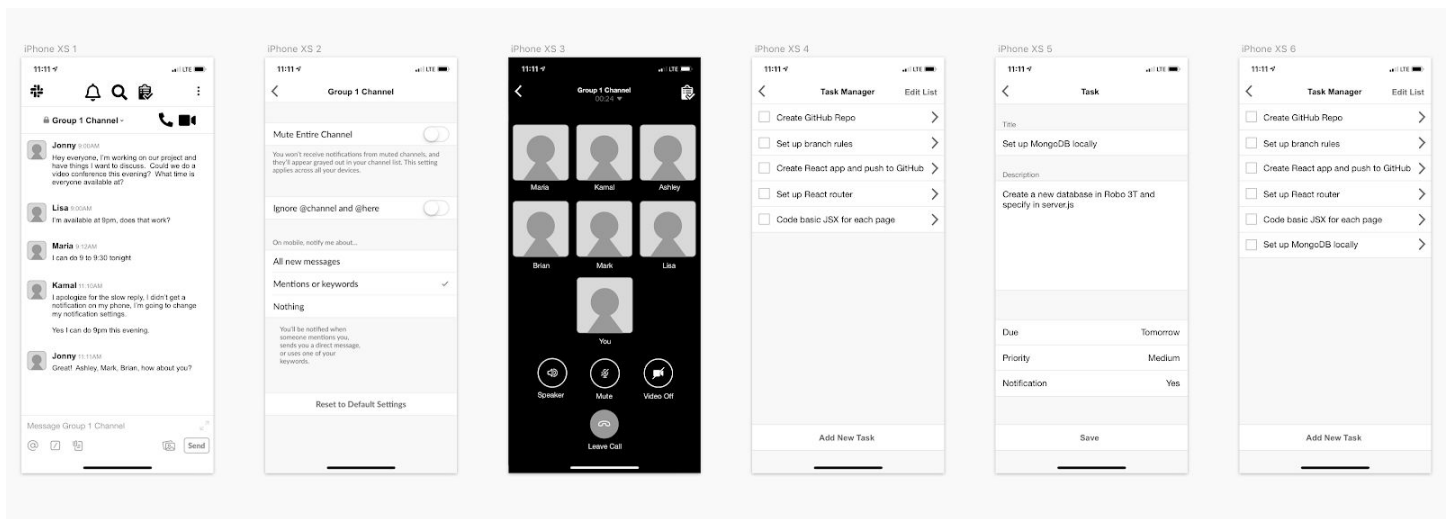 iPhone XS 1
11:11
LTE
Group 1 Channel
Jonny 9:00AM
Hey everyone, I'm working on our project and
have things I want to discuss. Could we do a
video conference this evening? What time is
everyone available at?
Lisa 9:00AM
I'm available at 9pm, does that work?
Maria 9:12AM
I can do 9 to 9:30 tonight
Kamal 11:10AM
I apologize for the slow reply, I didn't get a
notification on my phone, I'm going to change
my notification settings.
Yes I can do 9pm this evening.
Jonny 11:11AM
Great! Ashley, Mark, Brian, how about you?
Message Group 1 Channel
Send
iPhone XS 2
11:11
LTE
Group 1 Channel
Mute Entire Channel
You won't receive notifications from muted channels, and
they'll appear grayed out in your channel list. This setting
applies across all your devices.
Ignore @channel and @here
On mobile, notify me about...
All new messages
Mentions or keywords
Nothing
You'll be notified when
someone mentions you,
sends you a direct message,
or uses one of your
keywords.
Reset to Default Settings
iPhone XS 3
11:11
LTE
Group 1 Channel
00:24
Maria Kamal Ashley
Brian Mark Lisa
You
Speaker Mute Video Off
Leave Call
iPhone XS 4
11:11
LTE
Task Manager Edit List
Create GitHub Repo
Set up branch rules
Create React app and push to GitHub
Set up React router
Code basic JSX for each page
Add New Task
iPhone XS 5
11:11
LTE
Task
Title
Set up MongoDB locally
Description
Create a new database in Robo 3T and
specify in server.js
Due Tomorrow
Priority Medium
Notification Yes
Save
iPhone XS 6
11:11
LTE
Task Manager Edit List
Create GitHub Repo
Set up branch rules
Create React app and push to GitHub
Set up React router
Code basic JSX for each page
Set up MongoDB locally
Add New Task